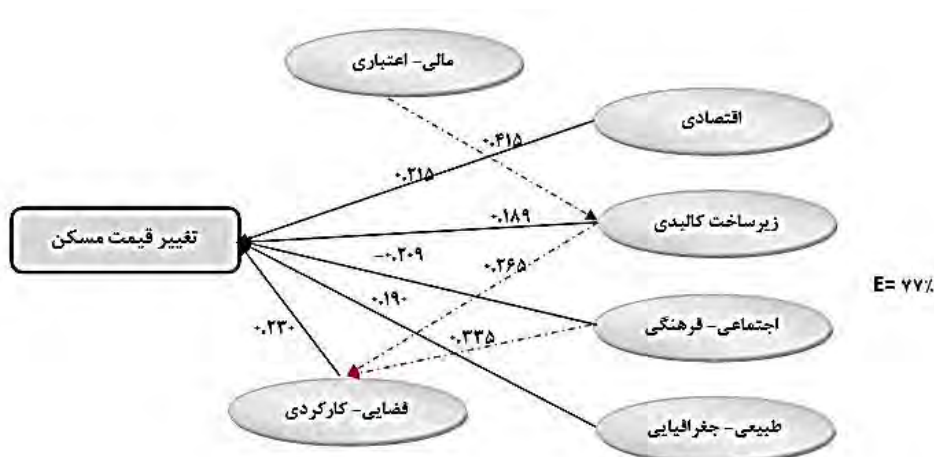 مالی- اعتباری
اقتصادی
۰.۴۱۵
۰.۲۱۵
زیرساخت کالبدی
۰.۱۸۹
تغییر قیمت مسکن
−۰.۲۰۹
۰.۲۶۵
E= ۷۷٪
۰.۱۹۰
اجتماعی- فرهنگی
۰.۲۳۰
۰.۳۳۵
فضایی- کارکردی
طبیعی- جغرافیایی